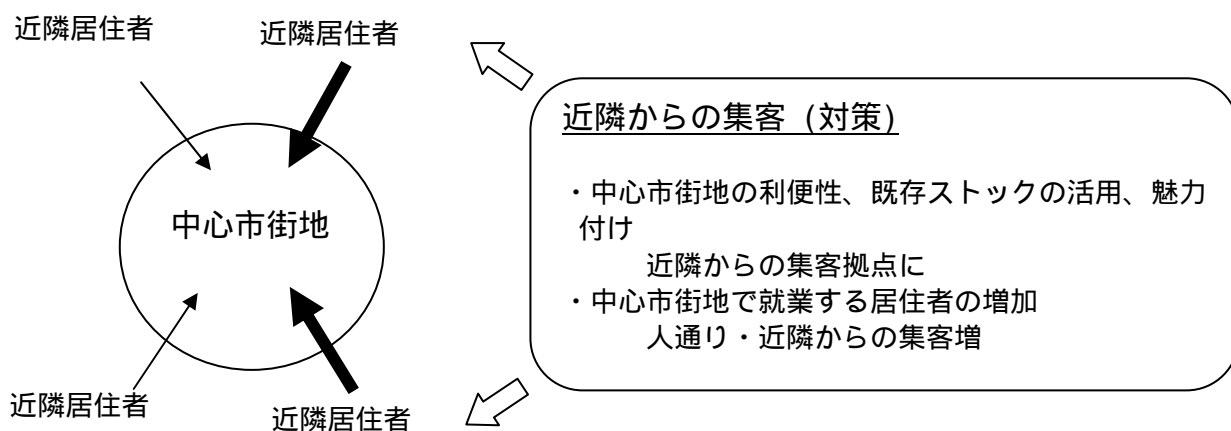 近隣居住者
近隣居住者
中心市街地
近隣居住者
近隣居住者
近隣からの集客（対策）
・中心市街地の利便性、既存ストックの活用、魅力
付け
近隣からの集客拠点に
・中心市街地で就業する居住者の増加
人通り・近隣からの集客増